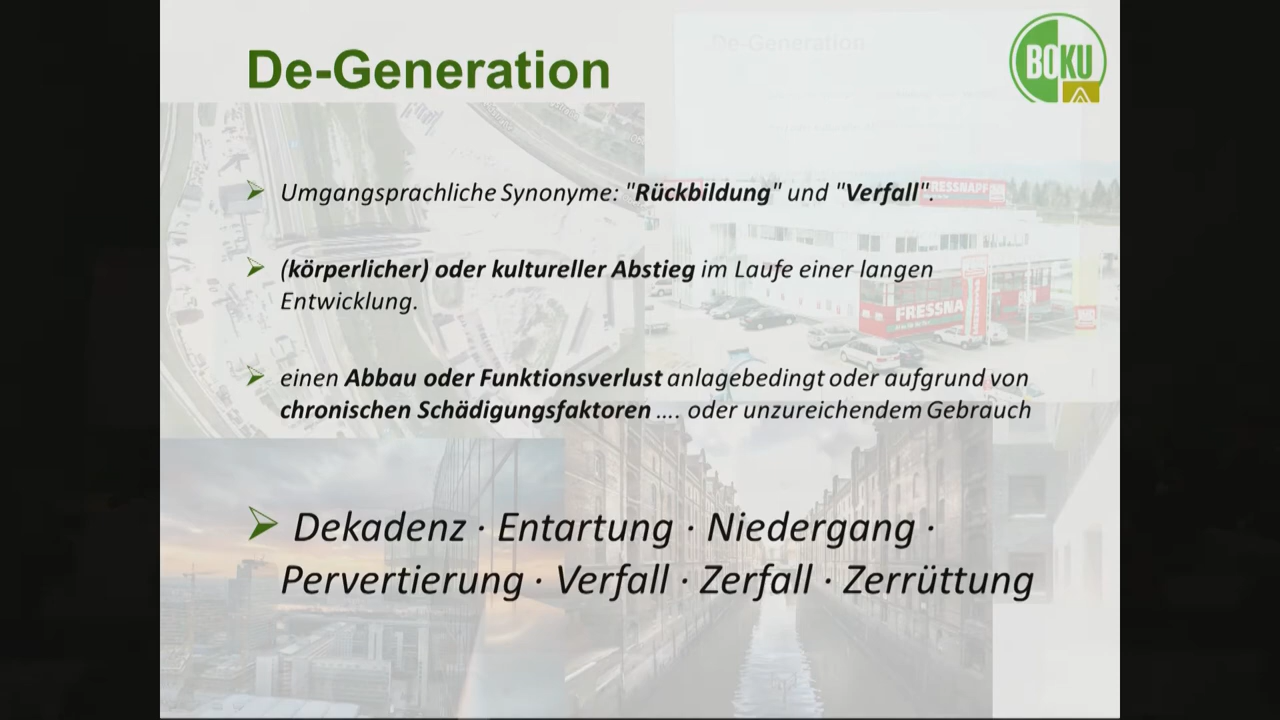 De-Generation
De-Generation
BOKU
Umgangsprachliche Synonyme: "Rückbildung" und "Verfall".
FRESSNAPF
(körperlicher) oder kultureller Abstieg im Laufe einer langen
Entwicklung.
FRESSNA
einen Abbau oder Funktionsverlust anlagebedingt oder aufgrund von
chronischen Schädigungsfaktoren .... oder unzureichendem Gebrauch
Dekadenz · Entartung · Niedergang ·
Pervertierung · Verfall · Zerfall · Zerrüttung